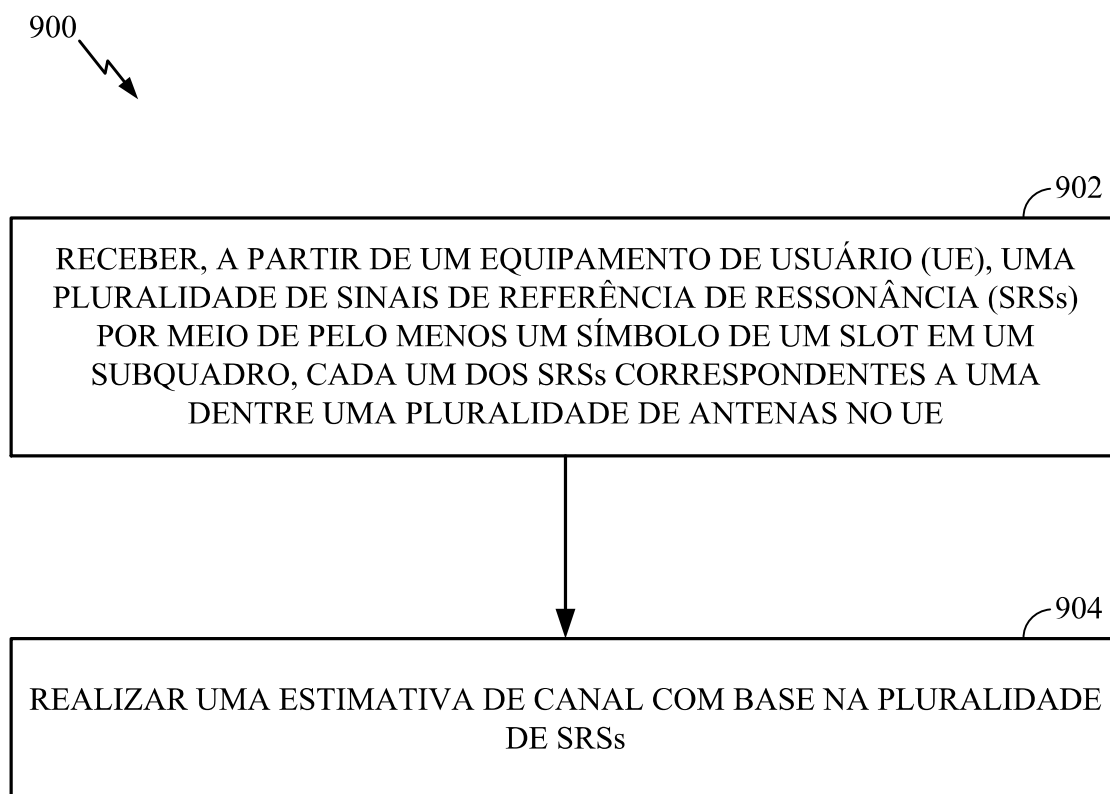 900
902
RECEBER, A PARTIR DE UM EQUIPAMENTO DE USUÁRIO (UE), UMA
PLURALIDADE DE SINAIS DE REFERÊNCIA DE RESSONÂNCIA (SRSs)
POR MEIO DE PELO MENOS UM SÍMBOLO DE UM SLOT EM UM
SUBQUADRO, CADA UM DOS SRSs CORRESPONDENTES A UMA
DENTRE UMA PLURALIDADE DE ANTENAS NO UE
904
REALIZAR UMA ESTIMATIVA DE CANAL COM BASE NA PLURALIDADE
DE SRSs